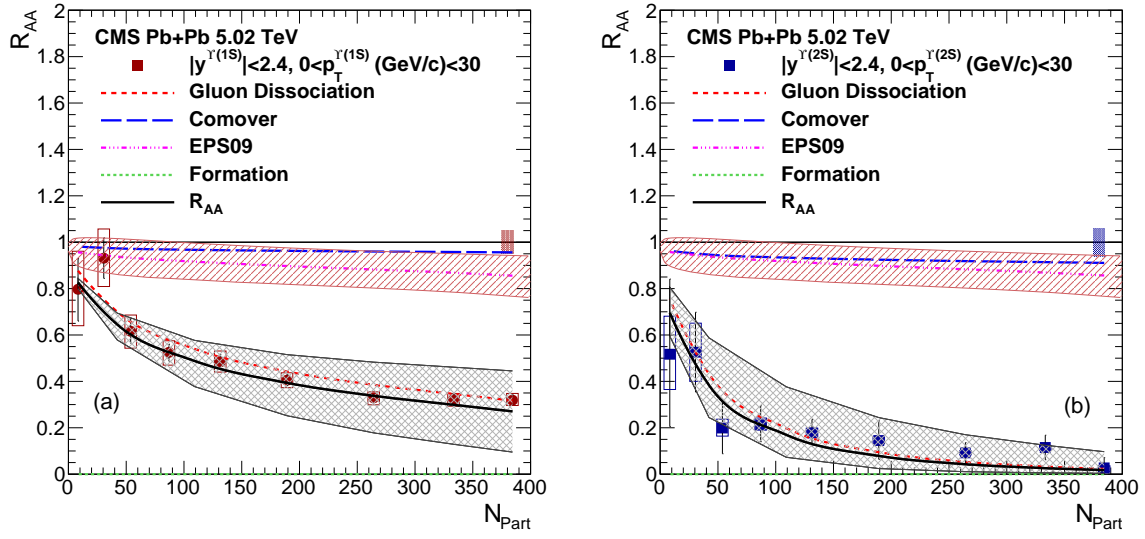 R_AA
2
1.8
1.6
1.4
1.2
1
0.8
0.6
0.4
0.2
0
CMS Pb+Pb 5.02 TeV
|y^ϒ(1S)|<2.4, 0<p_T^ϒ(1S) (GeV/c)<30
Gluon Dissociation
Comover
EPS09
Formation
R_AA
(a)
0 50 100 150 200 250 300 350 400
N_Part
R_AA
2
1.8
1.6
1.4
1.2
1
0.8
0.6
0.4
0.2
0
CMS Pb+Pb 5.02 TeV
|y^ϒ(2S)|<2.4, 0<p_T^ϒ(2S) (GeV/c)<30
Gluon Dissociation
Comover
EPS09
Formation
R_AA
(b)
0 50 100 150 200 250 300 350 400
N_Part